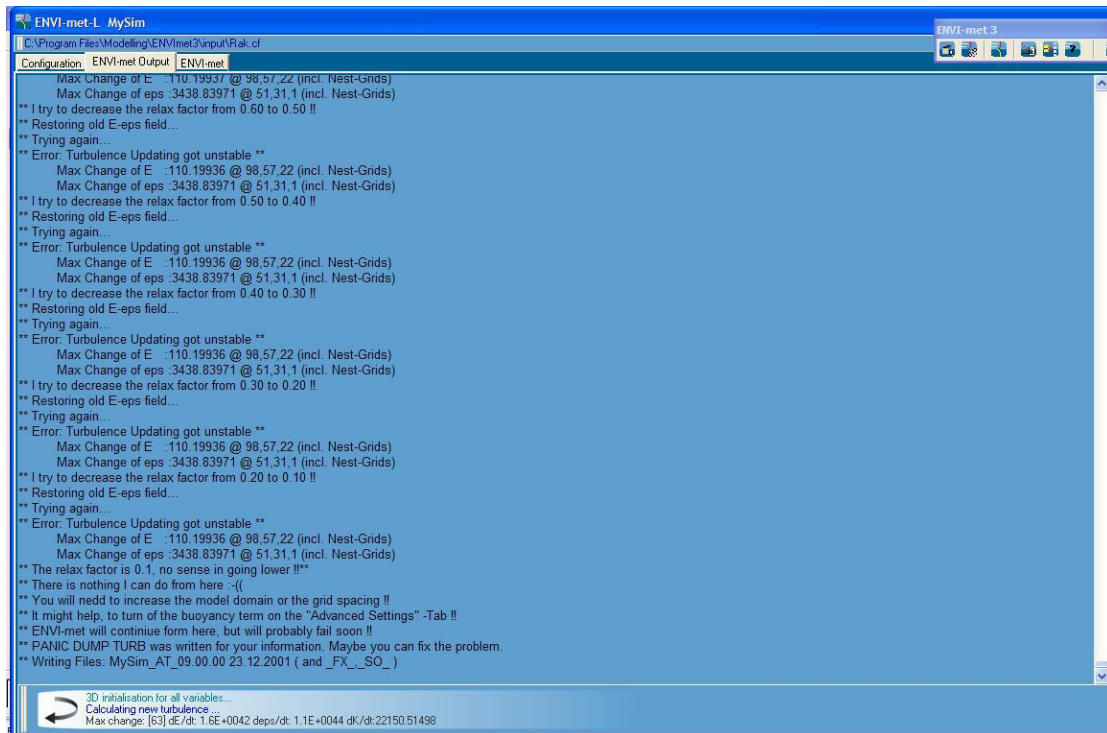 ENVI-met-L MySim
ENVI-met 3
C:\Program Files\Modelling\ENVImet3\input\Rak.cf
Configuration ENVI-met Output ENVI-met
Max Change of E :110.19937 @ 98,57,22 (incl. Nest-Grids)
Max Change of eps :3438.83971 @ 51,31,1 (incl. Nest-Grids)
** I try to decrease the relax factor from 0.60 to 0.50 !!
** Restoring old E-eps field...
** Trying again...
** Error: Turbulence Updating got unstable **
Max Change of E :110.19936 @ 98,57,22 (incl. Nest-Grids)
Max Change of eps :3438.83971 @ 51,31,1 (incl. Nest-Grids)
** I try to decrease the relax factor from 0.50 to 0.40 !!
** Restoring old E-eps field...
** Trying again...
** Error: Turbulence Updating got unstable **
Max Change of E :110.19936 @ 98,57,22 (incl. Nest-Grids)
Max Change of eps :3438.83971 @ 51,31,1 (incl. Nest-Grids)
** I try to decrease the relax factor from 0.40 to 0.30 !!
** Restoring old E-eps field...
** Trying again...
** Error: Turbulence Updating got unstable **
Max Change of E :110.19936 @ 98,57,22 (incl. Nest-Grids)
Max Change of eps :3438.83971 @ 51,31,1 (incl. Nest-Grids)
** I try to decrease the relax factor from 0.30 to 0.20 !!
** Restoring old E-eps field...
** Trying again...
** Error: Turbulence Updating got unstable **
Max Change of E :110.19936 @ 98,57,22 (incl. Nest-Grids)
Max Change of eps :3438.83971 @ 51,31,1 (incl. Nest-Grids)
** I try to decrease the relax factor from 0.20 to 0.10 !!
** Restoring old E-eps field...
** Trying again...
** Error: Turbulence Updating got unstable **
Max Change of E :110.19936 @ 98,57,22 (incl. Nest-Grids)
Max Change of eps :3438.83971 @ 51,31,1 (incl. Nest-Grids)
** The relax factor is 0.1, no sense in going lower !!**
** There is nothing I can do from here :-((
** You will nedd to increase the model domain or the grid spacing !!
** It might help, to turn of the buoyancy term on the "Advanced Settings" -Tab !!
** ENVI-met will continiue form here, but will probably fail soon !!
** PANIC DUMP TURB was written for your information. Maybe you can fix the problem.
** Writing Files: MySim_AT_09.00.00 23.12.2001 ( and _FX_,_SO_ )
3D initialisation for all variables...
Calculating new turbulence ...
Max change: [63] dE/dt: 1.6E+0042 deps/dt: 1.1E+0044 dK/dt:22150.51498